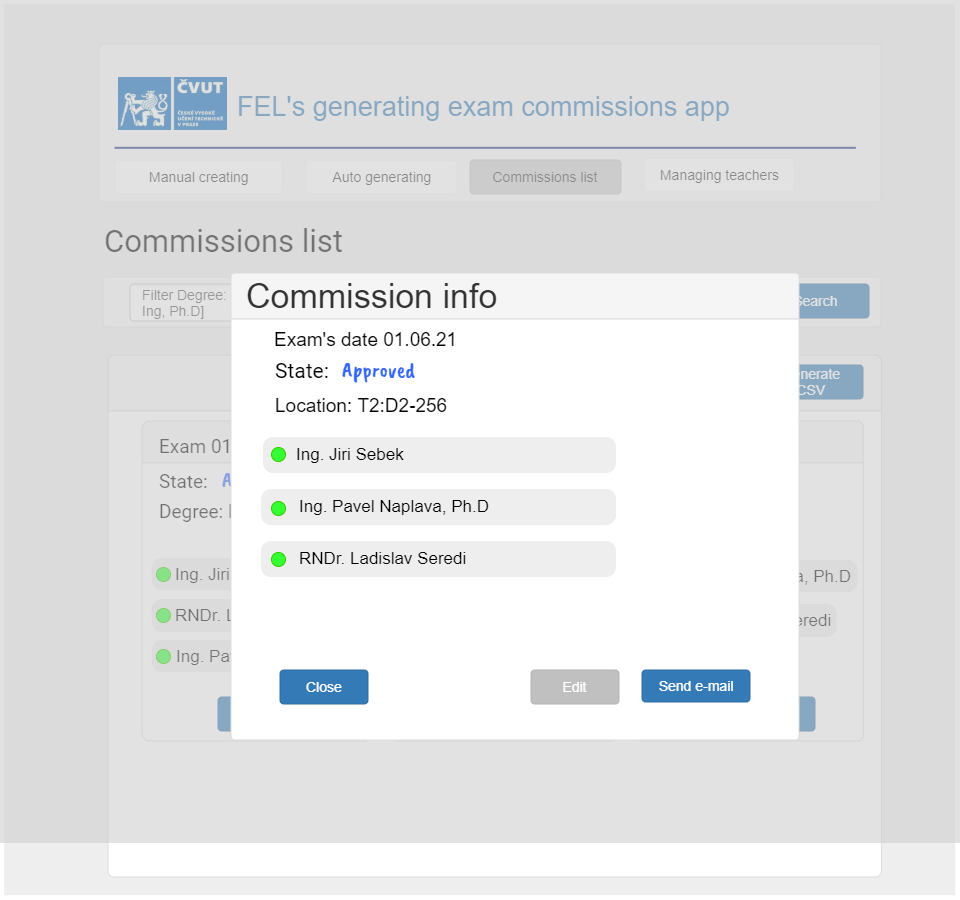 ČVUT
ČESKÉ VYSOKÉ
UČENÍ TECHNICKÉ
V PRAZE
FEL's generating exam commissions app
Manual creating
Auto generating
Commissions list
Managing teachers
Commissions list
Filter Degree:
Ing, Ph.D]
Search
Commission info
Exam's date 01.06.21
State: Approved
Location: T2:D2-256
Ing. Jiri Sebek
Ing. Pavel Naplava, Ph.D
RNDr. Ladislav Seredi
Close
Edit
Send e-mail
nerate
CSV
Exam 01
State: A
Degree:
Ing. Jiri
RNDr. L
Ing. Pa
a, Ph.D
eredi